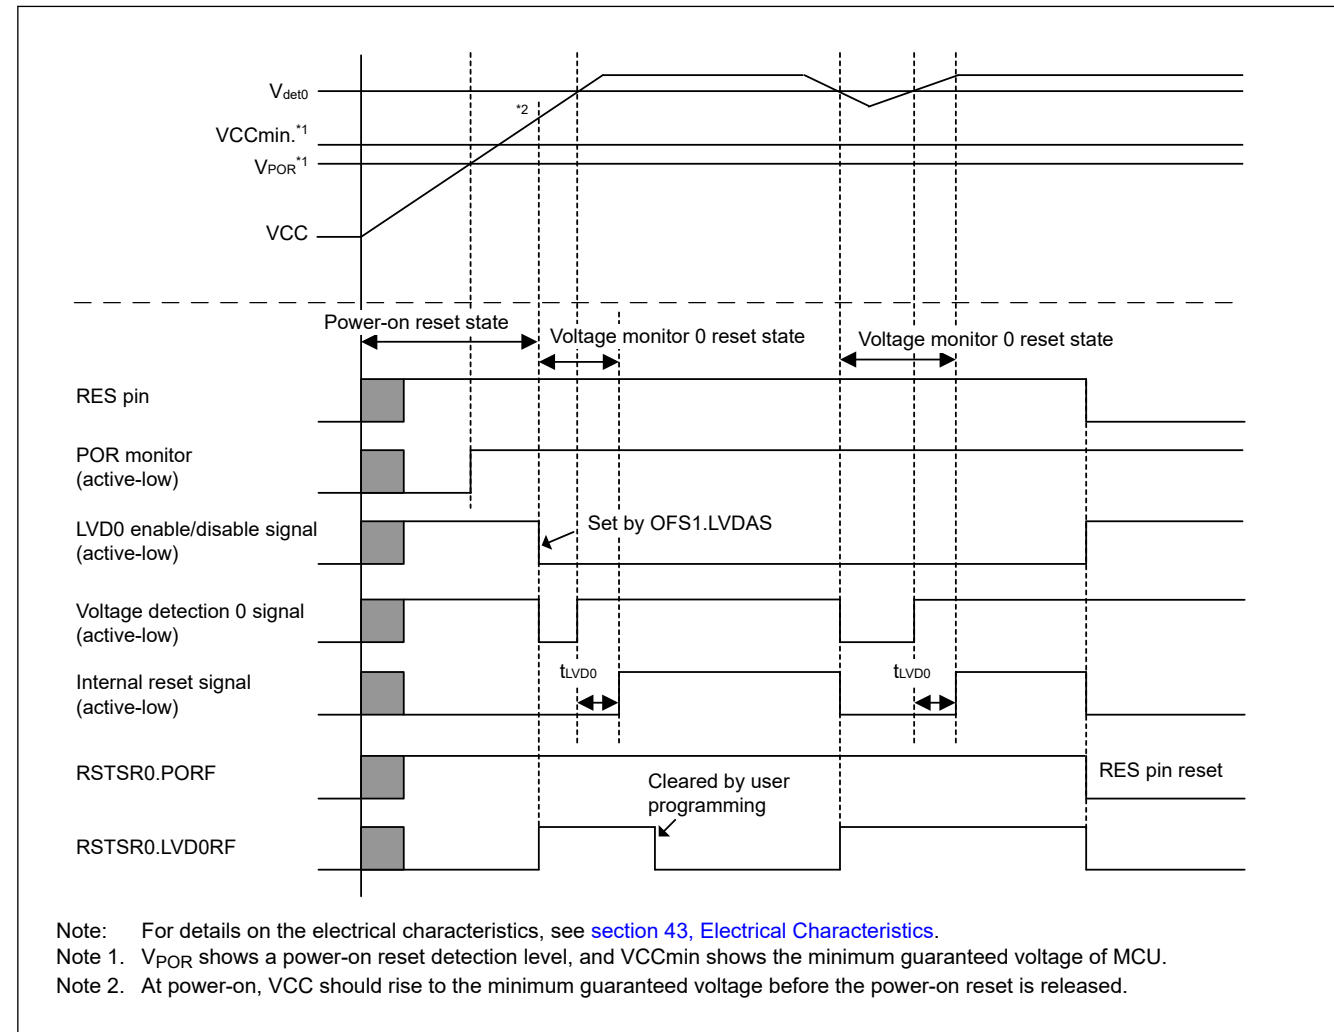 Vdet0
*2
VCCmin.*1
VPOR*1
VCC
Power-on reset state
Voltage monitor 0 reset state
Voltage monitor 0 reset state
RES pin
POR monitor
(active-low)
LVD0 enable/disable signal
(active-low)
Set by OFS1.LVDAS
Voltage detection 0 signal
(active-low)
Internal reset signal
(active-low)
tLVD0
tLVD0
RSTSR0.PORF
RES pin reset
Cleared by user
programming
RSTSR0.LVD0RF
Note: For details on the electrical characteristics, see section 43, Electrical Characteristics.
Note 1. VPOR shows a power-on reset detection level, and VCCmin shows the minimum guaranteed voltage of MCU.
Note 2. At power-on, VCC should rise to the minimum guaranteed voltage before the power-on reset is released.